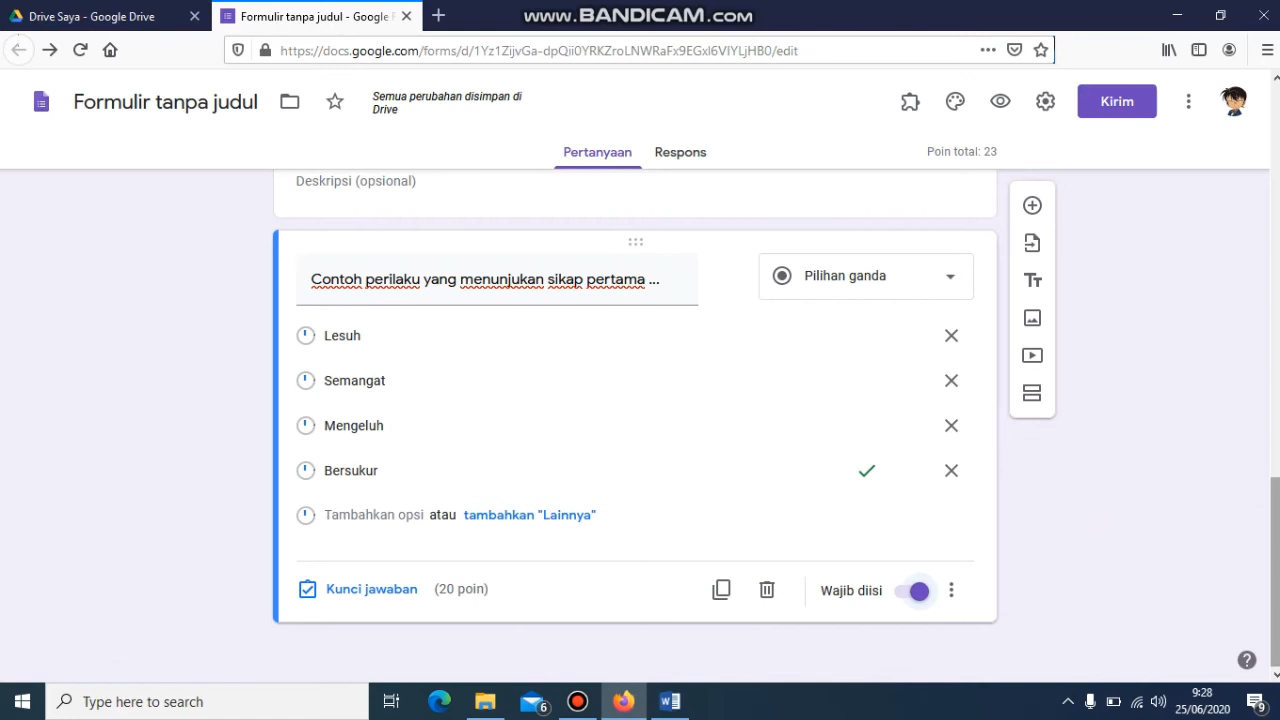 Drive Saya - Google Drive
Formulir tanpa judul - Google F
www.BANDICAM.com
https://docs.google.com/forms/d/1Yz1ZijvGa-dpQii0YRKZroLNWRaFx9EGxl6VIYLjHB0/edit
Formulir tanpa judul
Semua perubahan disimpan di
Drive
Kirim
Pertanyaan
Respons
Poin total: 23
Deskripsi (opsional)
Contoh perilaku yang menunjukan sikap pertama ...
Pilihan ganda
Lesuh
Semangat
Mengeluh
Bersukur
Tambahkan opsi atau tambahkan "Lainnya"
Kunci jawaban (20 poin)
Wajib diisi
Type here to search
6
9:28
25/06/2020
9